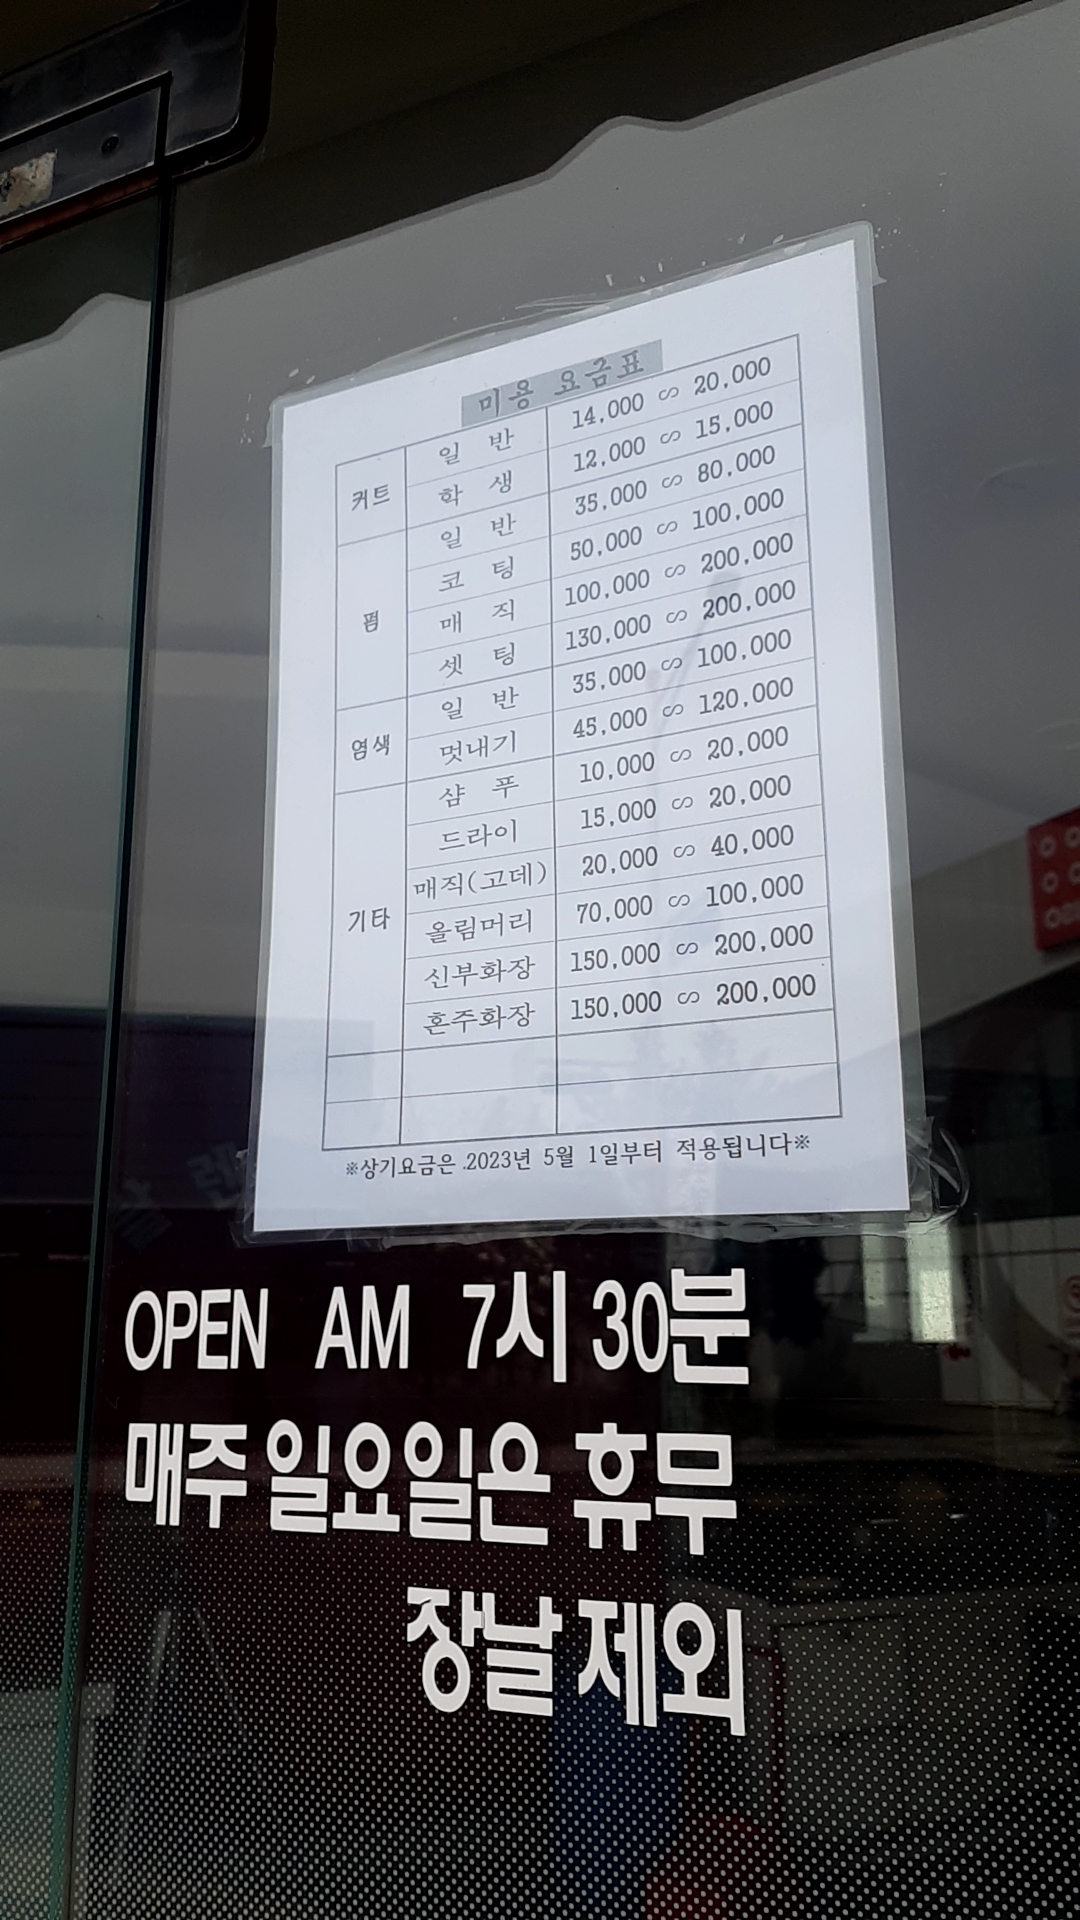 미용 요금표
커트 일 반 14,000 ~ 20,000
학 생 12,000 ~ 15,000
펌 일 반 35,000 ~ 80,000
코 팅 50,000 ~ 100,000
매 직 100,000 ~ 200,000
셋 팅 130,000 ~ 200,000
염색 일 반 35,000 ~ 100,000
멋내기 45,000 ~ 120,000
기타 샴 푸 10,000 ~ 20,000
드라이 15,000 ~ 20,000
매직(고데) 20,000 ~ 40,000
올림머리 70,000 ~ 100,000
신부화장 150,000 ~ 200,000
혼주화장 150,000 ~ 200,000
※상기요금은 2023년 5월 1일부터 적용됩니다※
OPEN AM 7시 30분
매주 일요일은 휴무
장날 제외